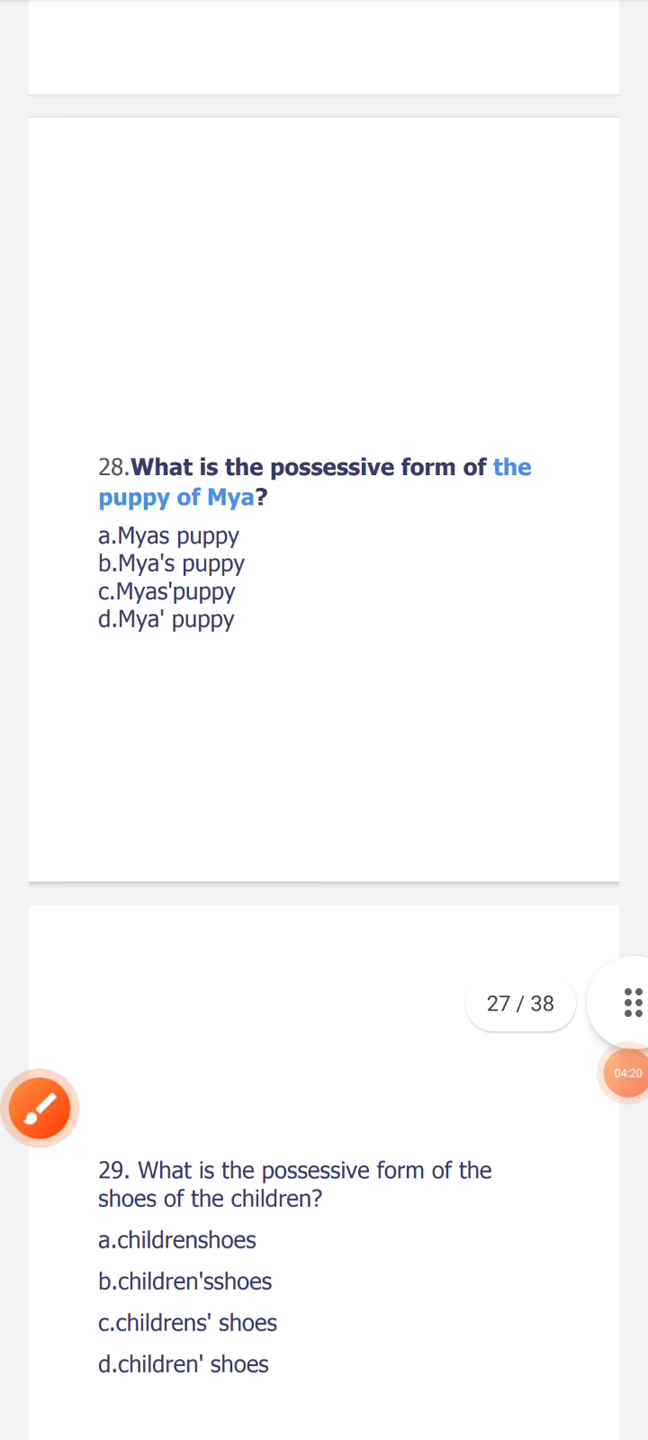 28.What is the possessive form of the
puppy of Mya?
a.Myas puppy
b.Mya's puppy
c.Myas'puppy
d.Mya' puppy
27 / 38
04:20
29. What is the possessive form of the
shoes of the children?
a.childrenshoes
b.children'sshoes
c.childrens' shoes
d.children' shoes